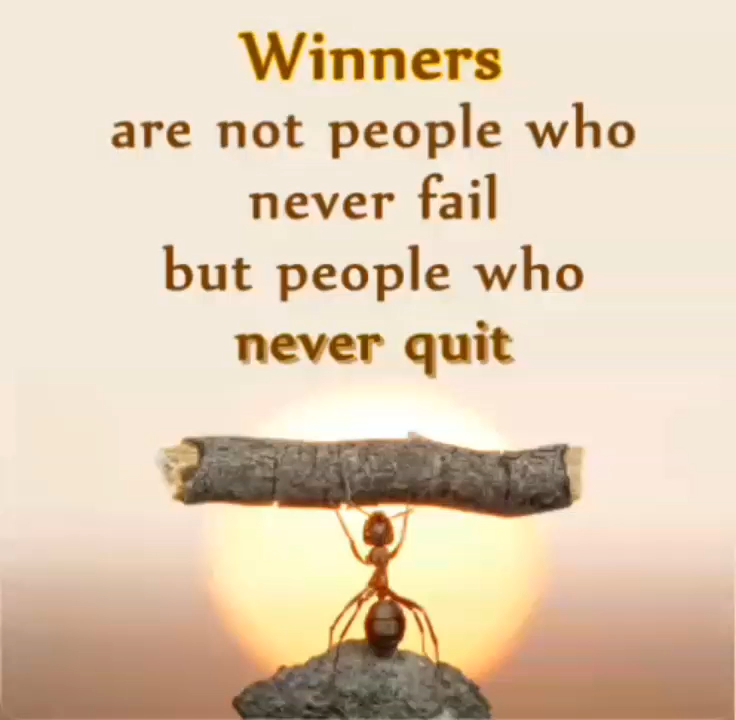 Winners
are not people who
never fail
but people who
never quit